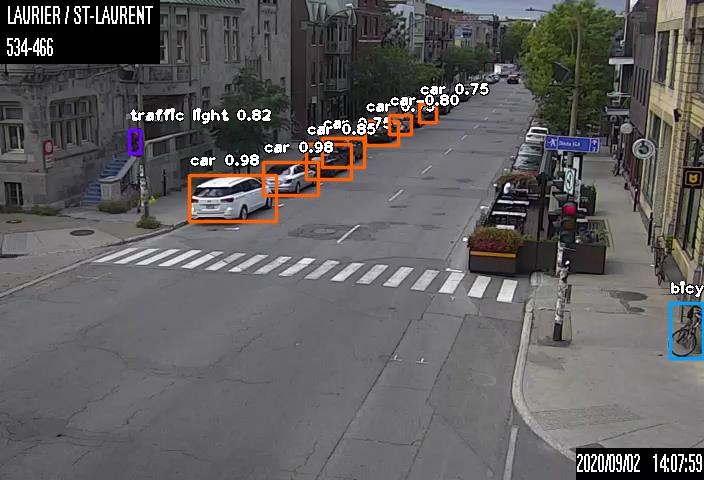 LAURIER / ST-LAURENT
534-466
car 0.75
car 0.80
traffic light 0.82
car 0.85
car 0.98
car 0.98
bicy
2020/09/02 14:07:59